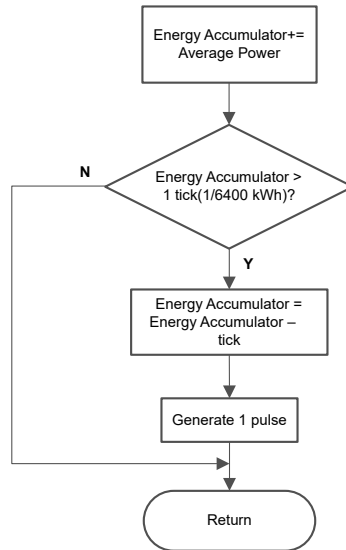 Energy Accumulator+=
Average Power
N
Energy Accumulator >
1 tick(1/6400 kWh)?
Y
Energy Accumulator =
Energy Accumulator –
tick
Generate 1 pulse
Return